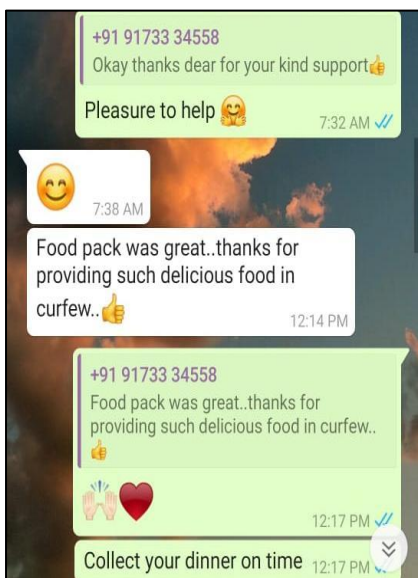 +91 91733 34558
Okay thanks dear for your kind support👍
Pleasure to help 🤗
7:32 AM
😊
7:38 AM
Food pack was great..thanks for
providing such delicious food in
curfew..👍
12:14 PM
+91 91733 34558
Food pack was great..thanks for
providing such delicious food in curfew..
👍
🙌🏻❤️
12:17 PM
Collect your dinner on time 12:17 PM